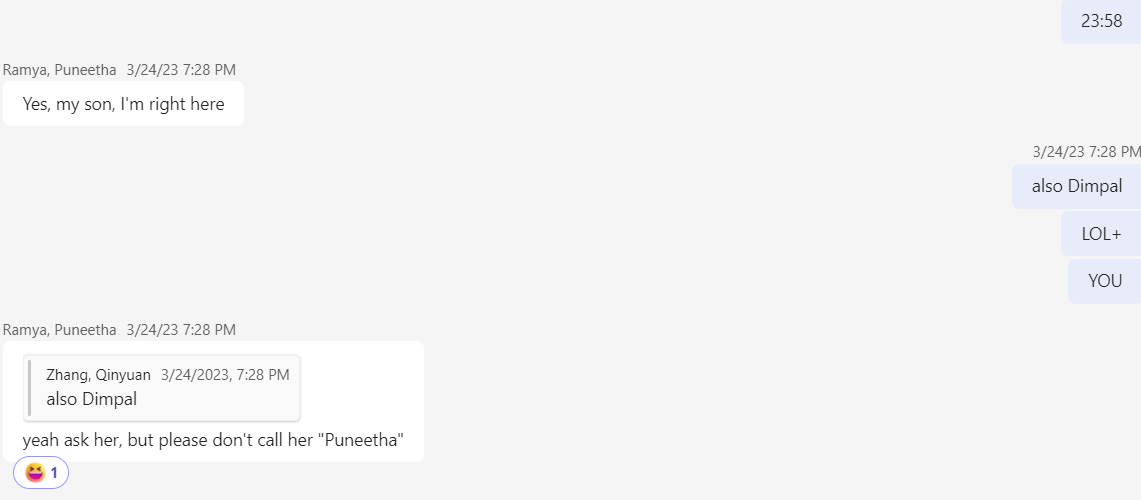 23:58
Ramya, Puneetha 3/24/23 7:28 PM
Yes, my son, I'm right here
3/24/23 7:28 PM
also Dimpal
LOL+
YOU
Ramya, Puneetha 3/24/23 7:28 PM
Zhang, Qinyuan 3/24/2023, 7:28 PM
also Dimpal
yeah ask her, but please don't call her "Puneetha"
1